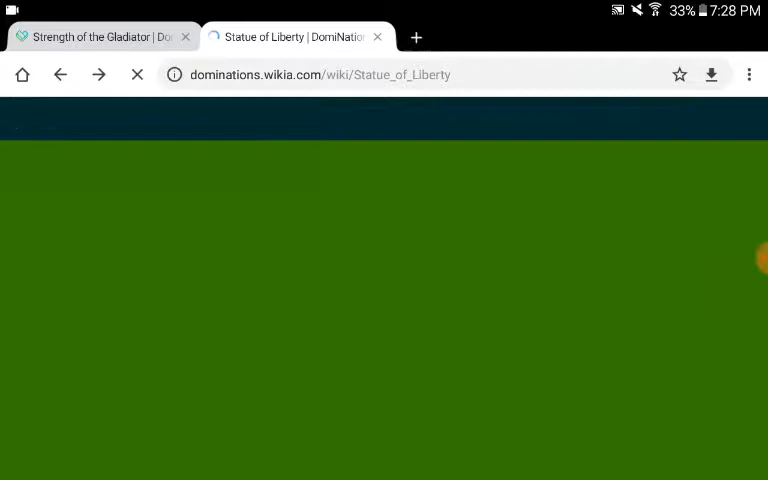 33% 7:28 PM
Strength of the Gladiator | Do
Statue of Liberty | DomiNatio
dominations.wikia.com/wiki/Statue_of_Liberty